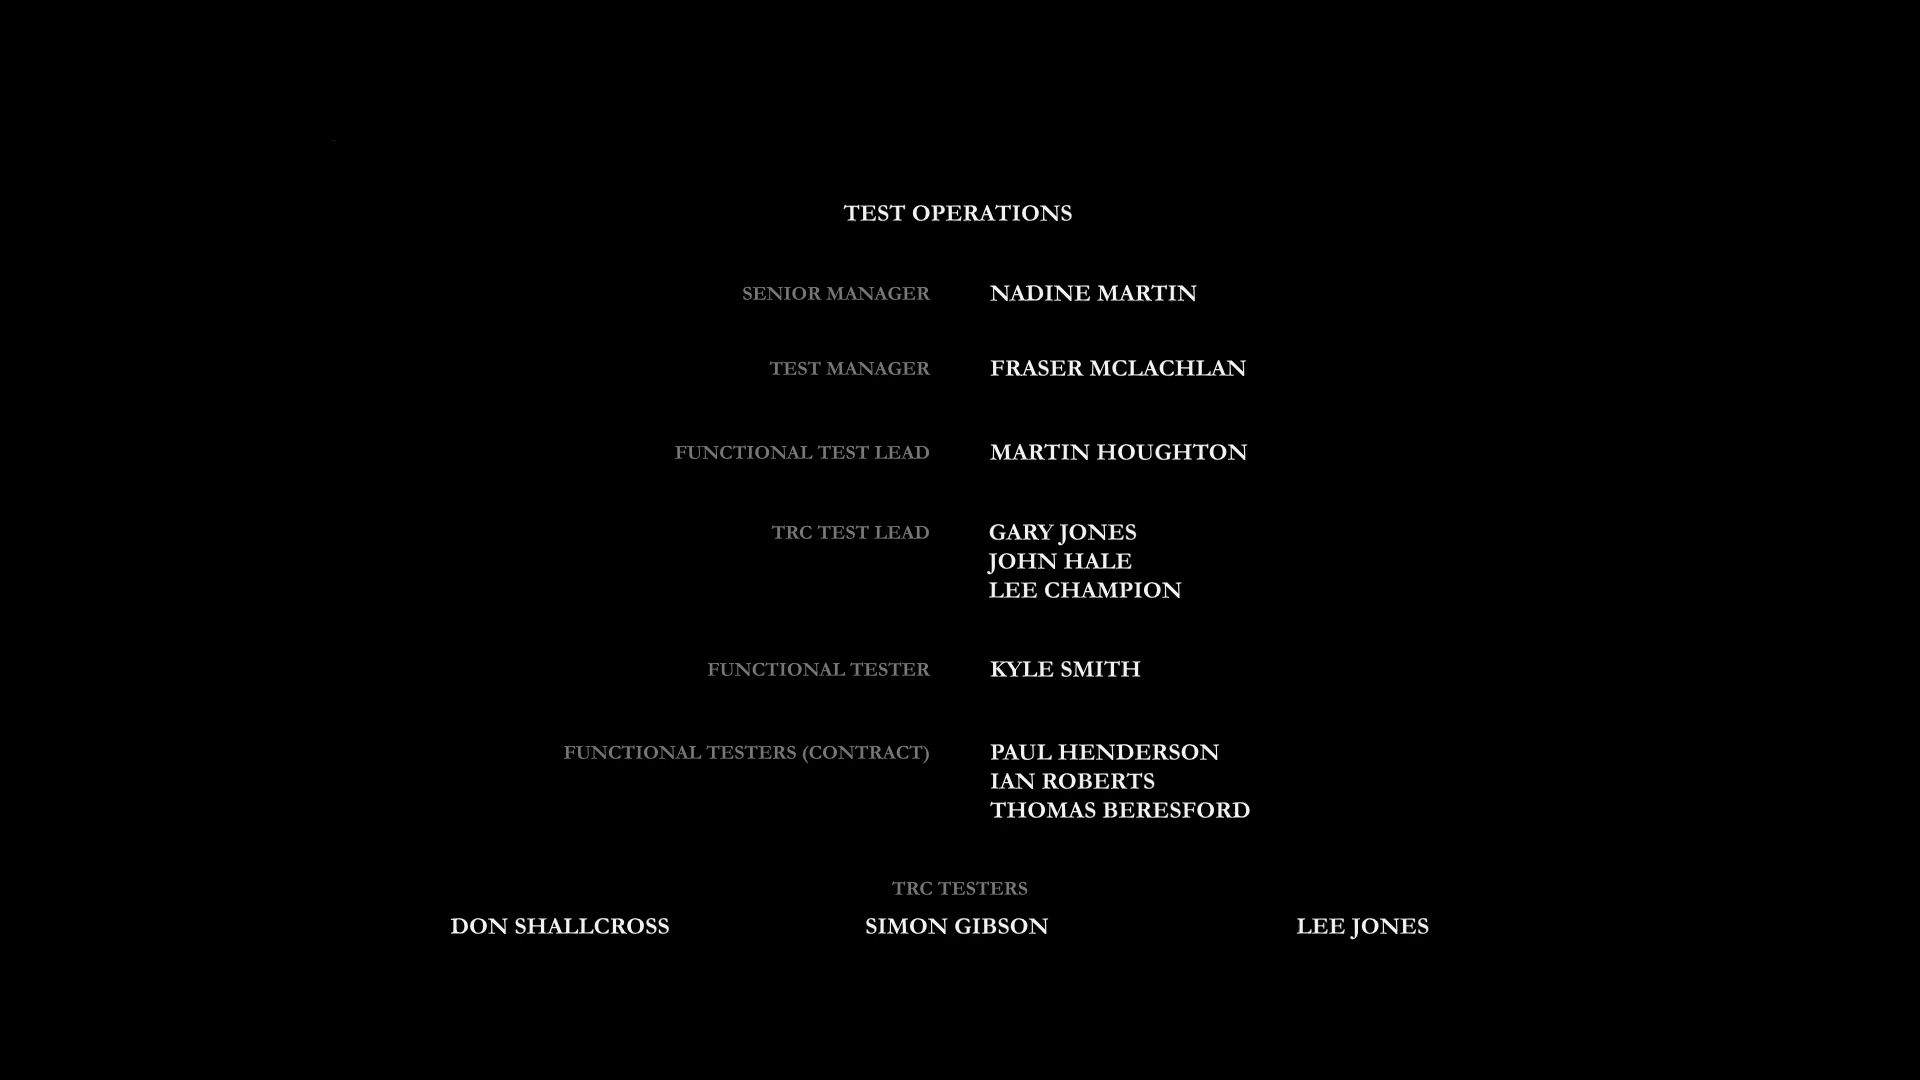 TEST OPERATIONS
SENIOR MANAGER NADINE MARTIN
TEST MANAGER FRASER MCLACHLAN
FUNCTIONAL TEST LEAD MARTIN HOUGHTON
TRC TEST LEAD GARY JONES
JOHN HALE
LEE CHAMPION
FUNCTIONAL TESTER KYLE SMITH
FUNCTIONAL TESTERS (CONTRACT) PAUL HENDERSON
IAN ROBERTS
THOMAS BERESFORD
TRC TESTERS
DON SHALLCROSS SIMON GIBSON LEE JONES